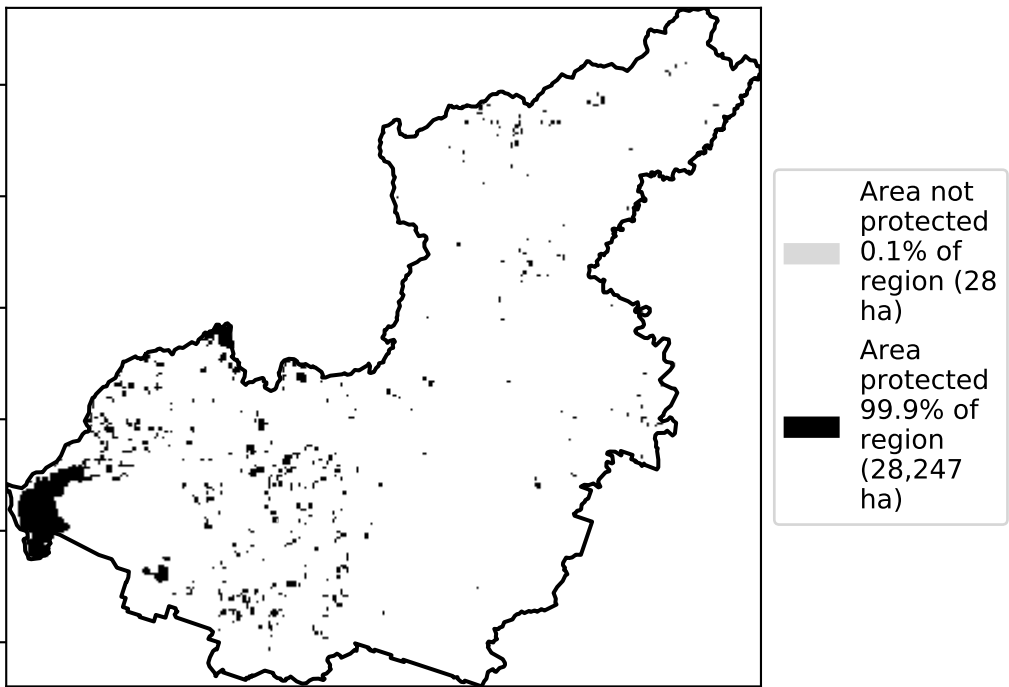 Area not
protected
0.1% of
region (28
ha)
Area
protected
99.9% of
region
(28,247
ha)